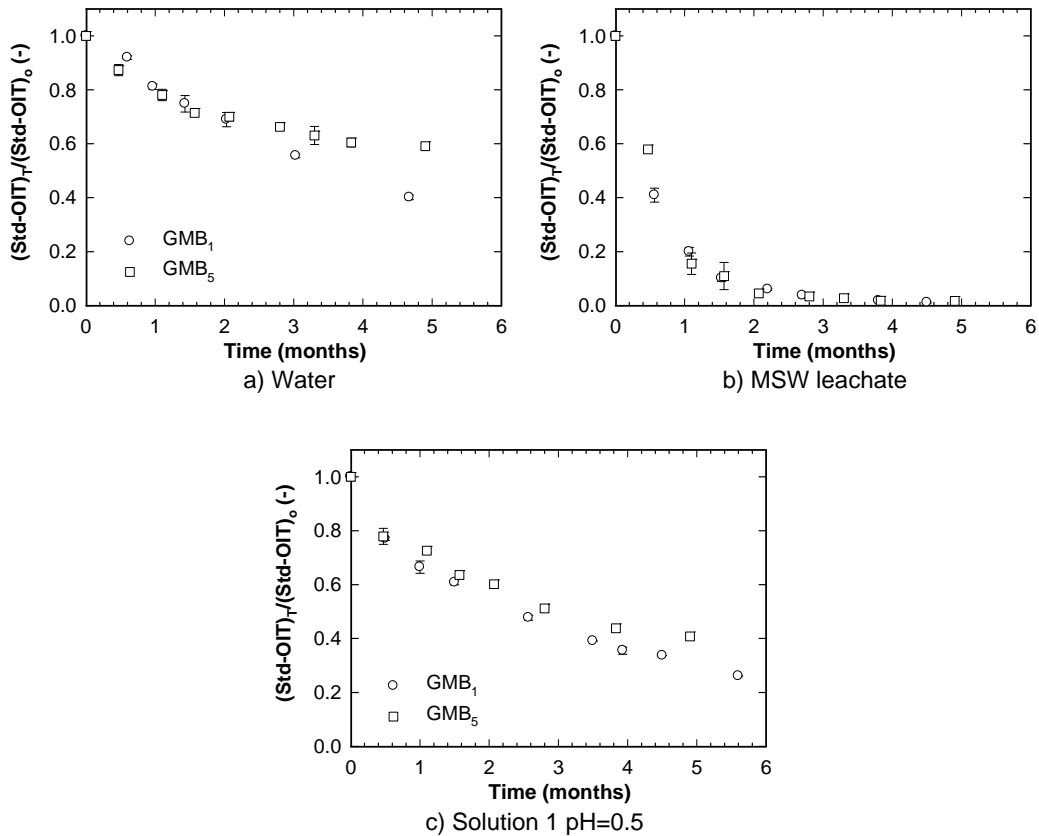 (Std-OIT)T/(Std-OIT)o (-)
1.0
0.8
0.6
0.4
0.2
0.0
GMB1
GMB5
0 1 2 3 4 5 6
Time (months)
a) Water
(Std-OIT)T/(Std-OIT)o (-)
1.0
0.8
0.6
0.4
0.2
0.0
0 1 2 3 4 5 6
Time (months)
b) MSW leachate
(Std-OIT)T/(Std-OIT)o (-)
1.0
0.8
0.6
0.4
0.2
0.0
GMB1
GMB5
0 1 2 3 4 5 6
Time (months)
c) Solution 1 pH=0.5